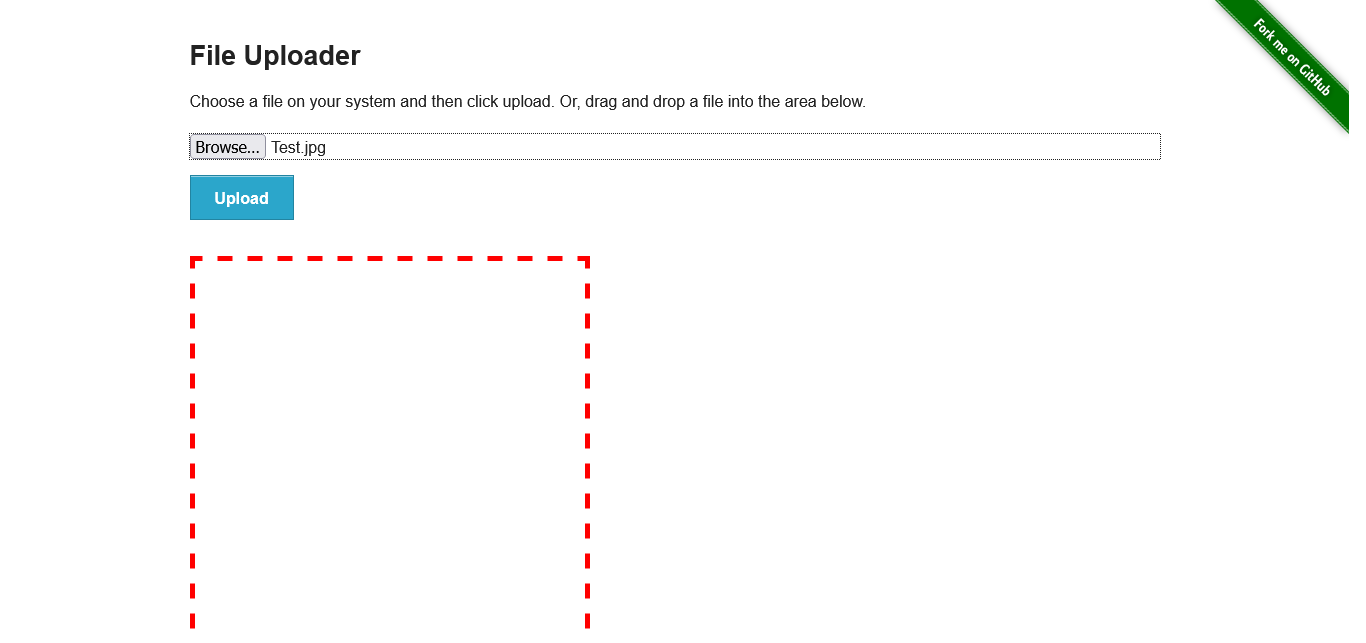 Fork me on GitHub
File Uploader
Choose a file on your system and then click upload. Or, drag and drop a file into the area below.
Browse... Test.jpg
Upload